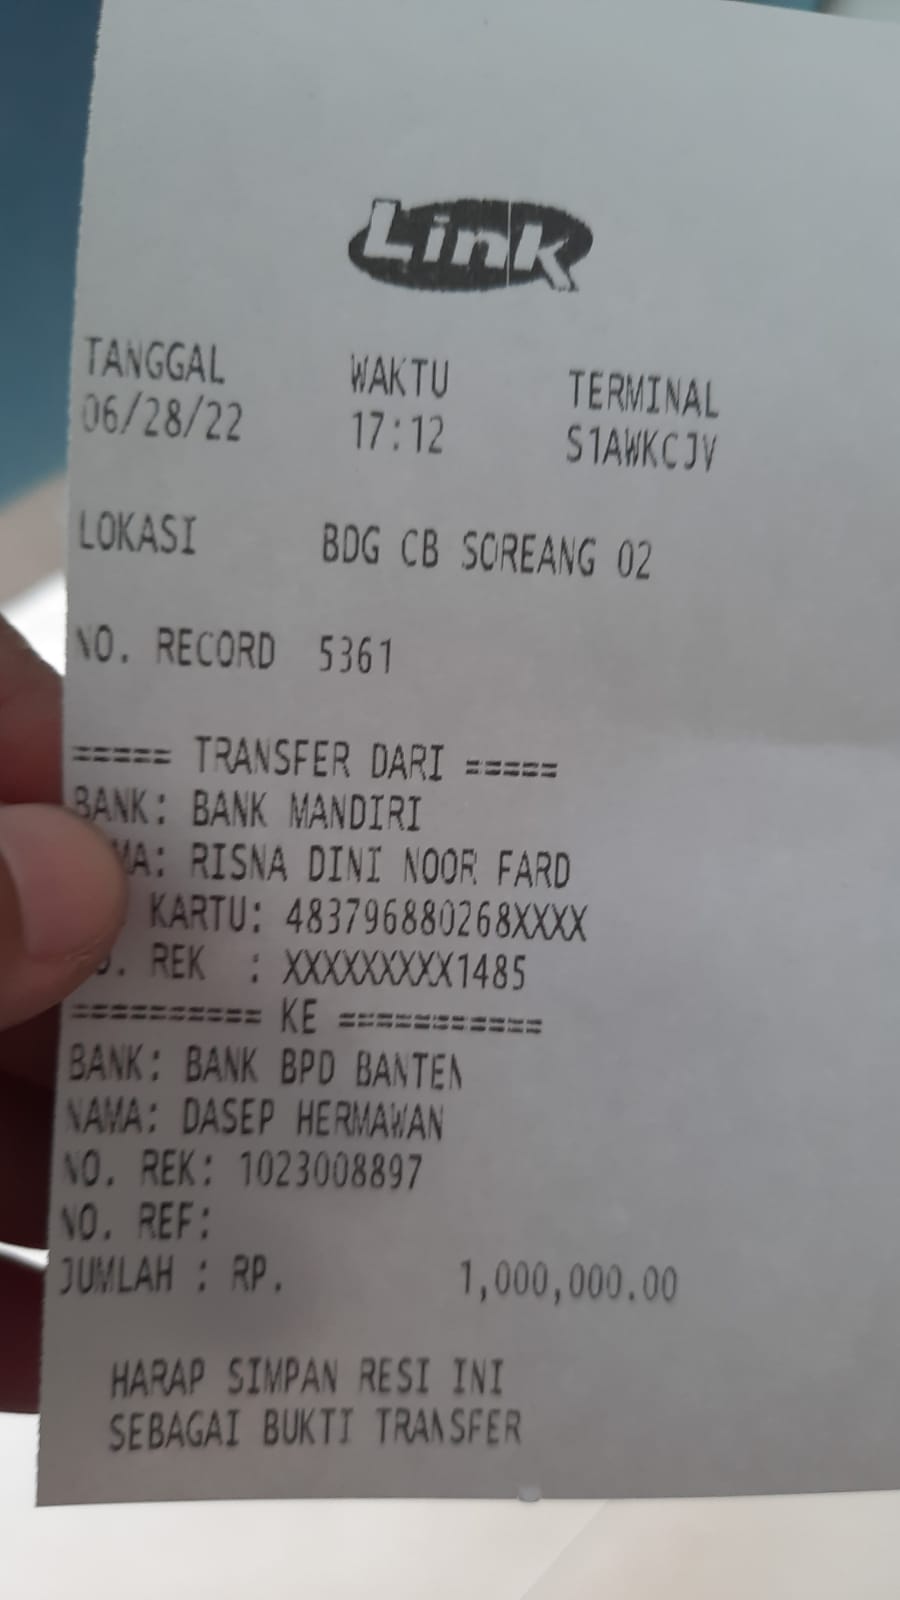 Link
TANGGAL WAKTU TERMINAL
06/28/22 17:12 S1AWKCJV
LOKASI BDG CB SOREANG 02
NO. RECORD 5361
===== TRANSFER DARI =====
BANK: BANK MANDIRI
MA: RISNA DINI NOOR FARD
KARTU: 483796880268XXXX
O. REK : XXXXXXXXX1485
========== KE ===========
BANK: BANK BPD BANTEN
NAMA: DASEP HERMAWAN
NO. REK: 1023008897
NO. REF:
JUMLAH : RP. 1,000,000.00
HARAP SIMPAN RESI INI
SEBAGAI BUKTI TRANSFER